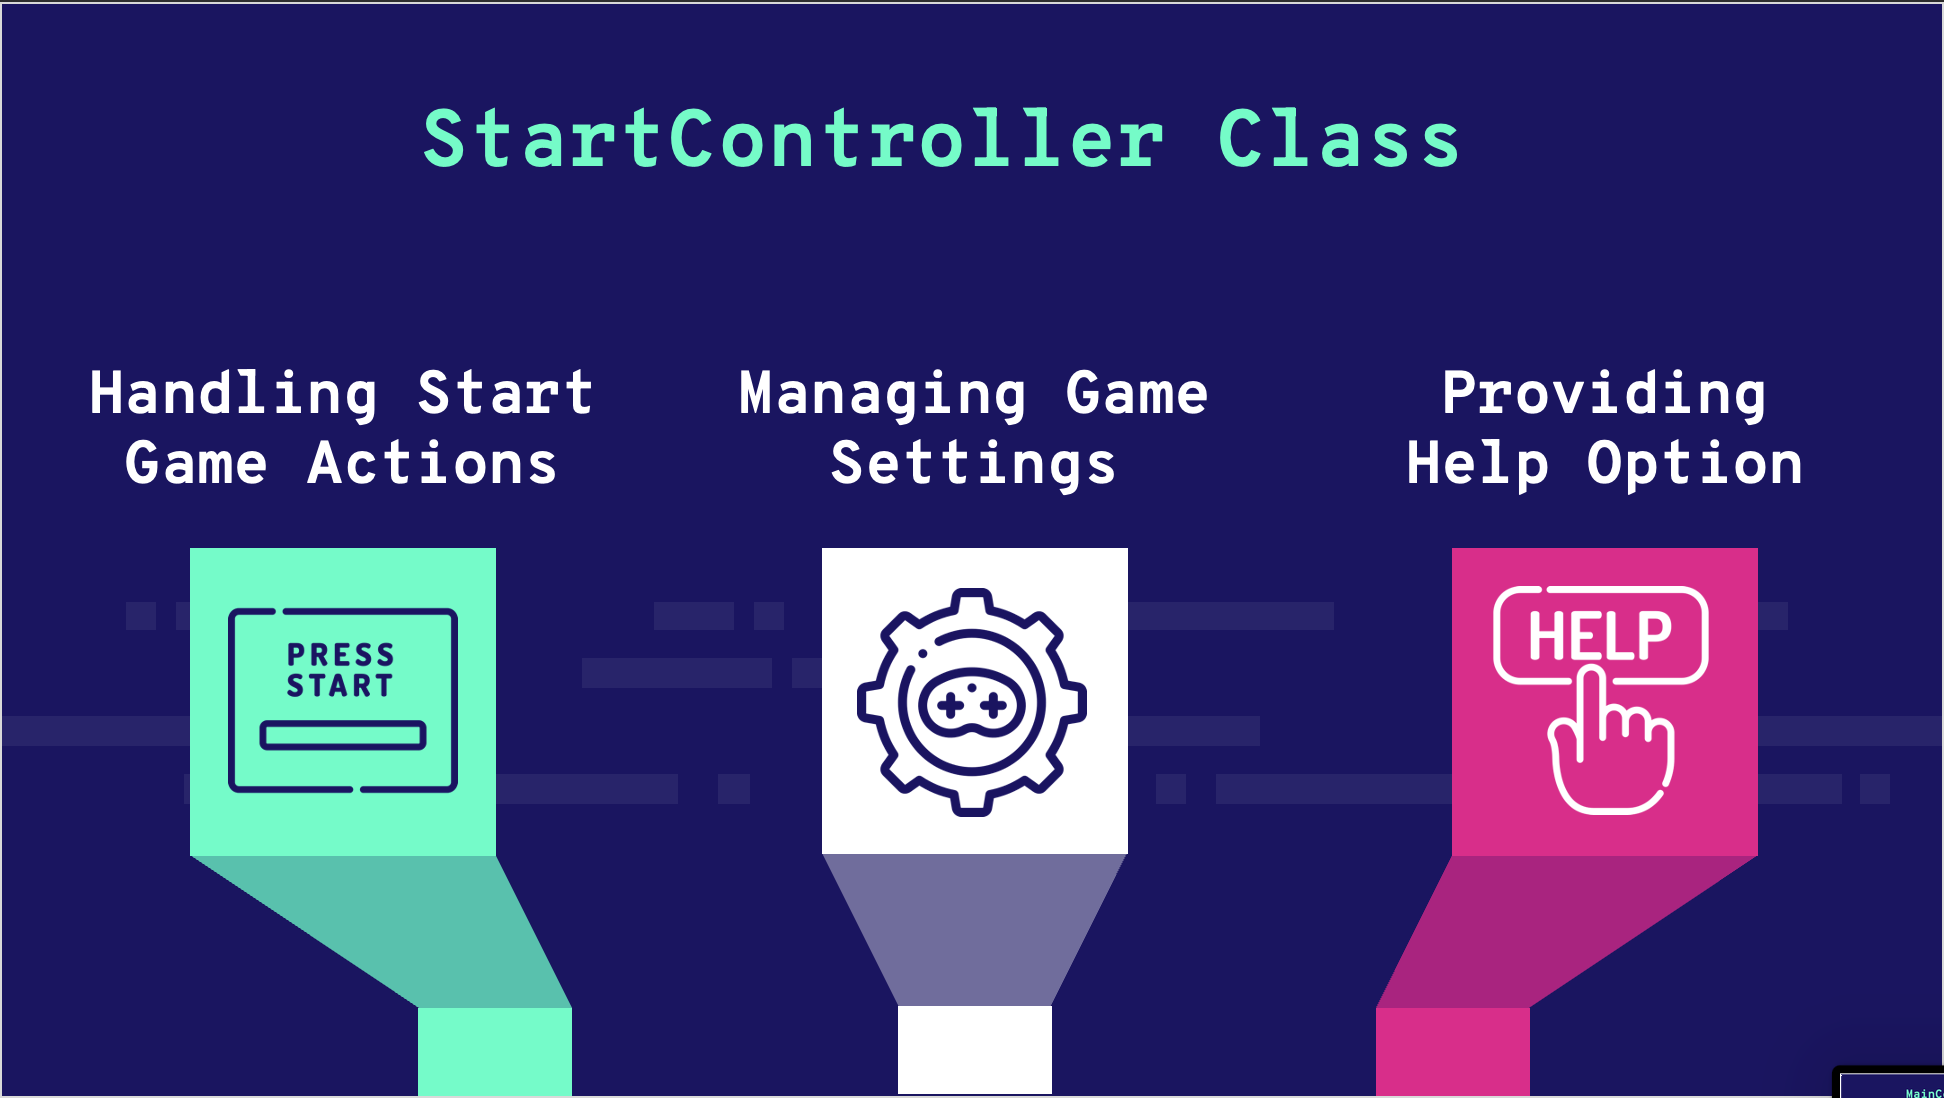 StartController Class
Handling Start
Game Actions
Managing Game
Settings
Providing
Help Option
PRESS
START
HELP